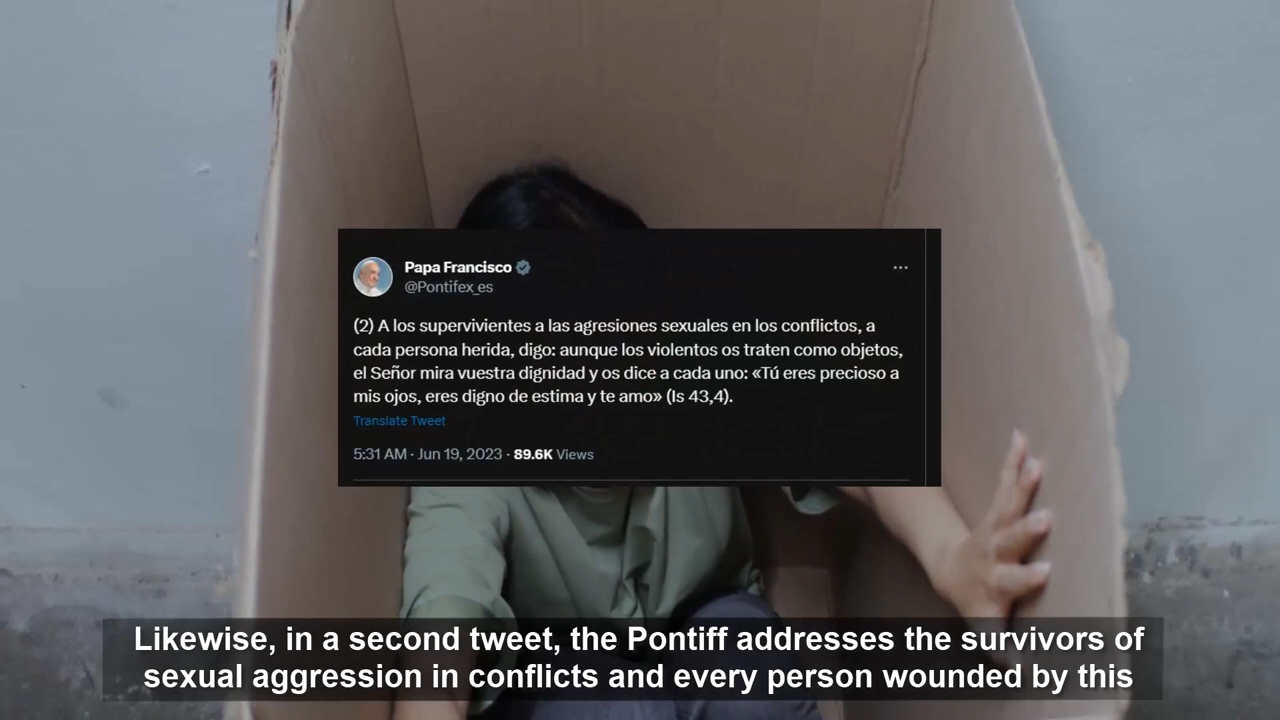 Papa Francisco
@Pontifex_es
(2) A los supervivientes a las agresiones sexuales en los conflictos, a
cada persona herida, digo: aunque los violentos os traten como objetos,
el Señor mira vuestra dignidad y os dice a cada uno: «Tú eres precioso a
mis ojos, eres digno de estima y te amo» (Is 43,4).
Translate Tweet
5:31 AM · Jun 19, 2023 · 89.6K Views
Likewise, in a second tweet, the Pontiff addresses the survivors of
sexual aggression in conflicts and every person wounded by this